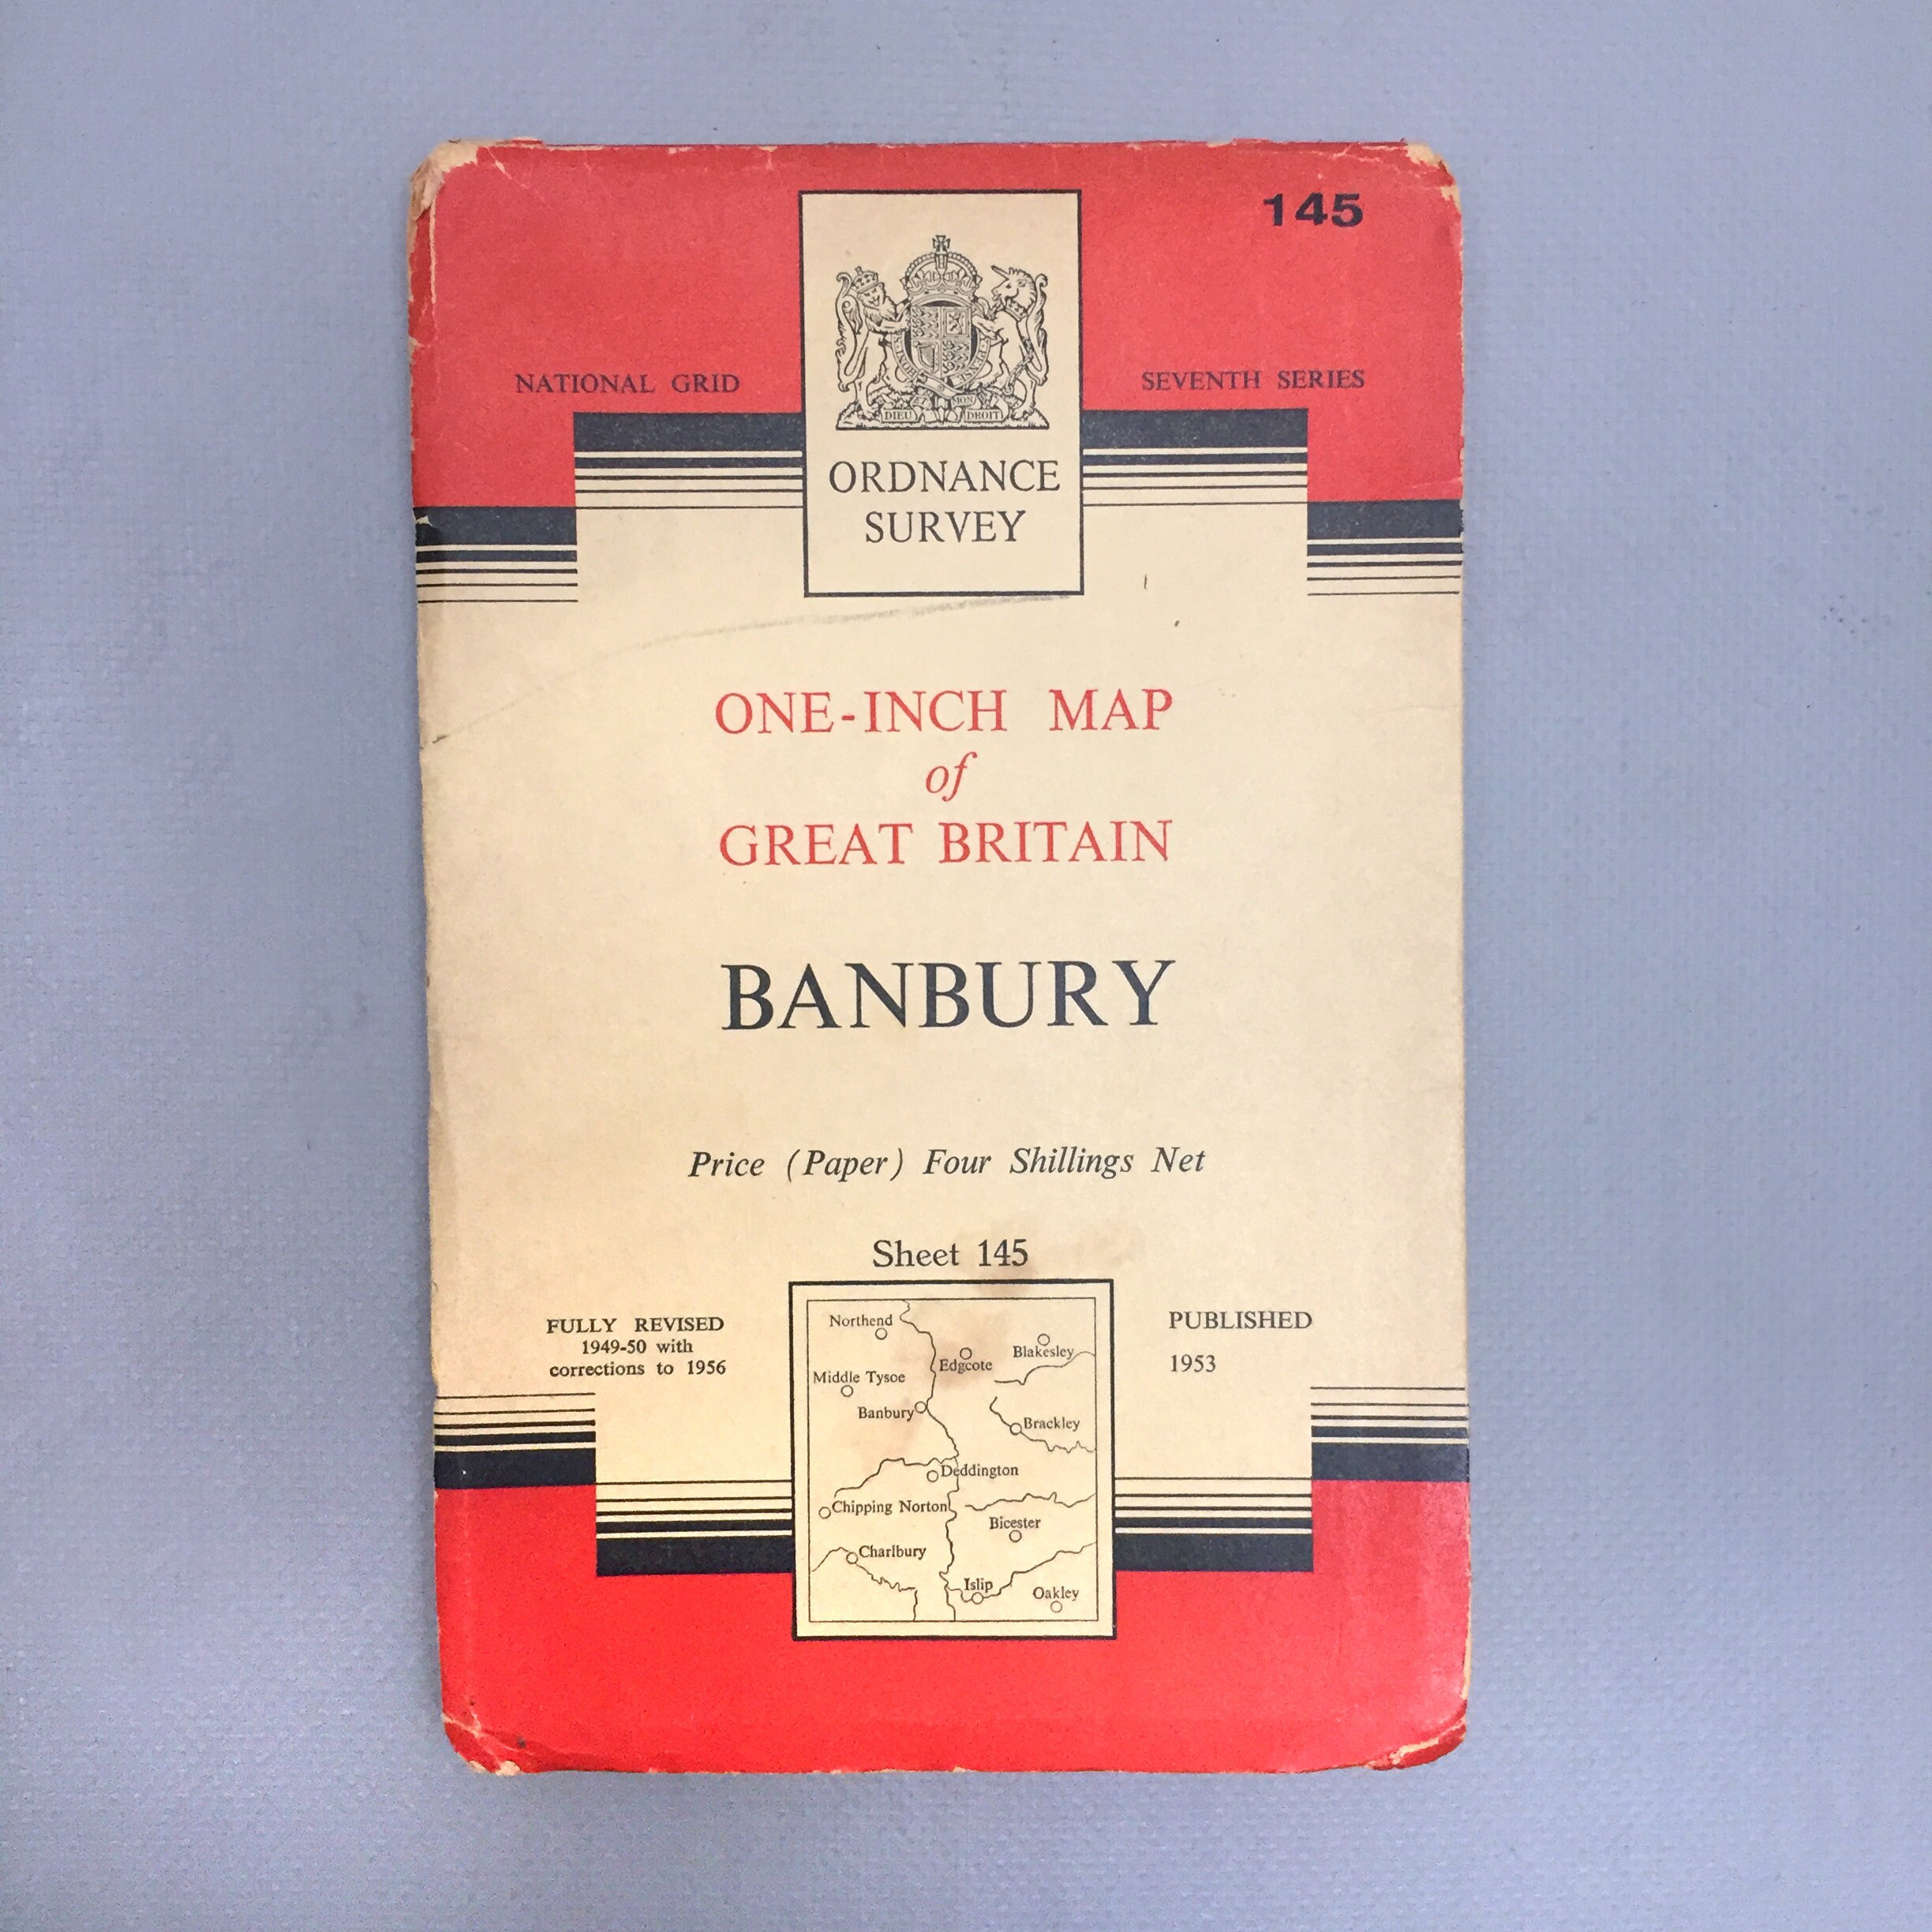 145
NATIONAL GRID
SEVENTH SERIES
DIEU ET MON DROIT
ORDNANCE
SURVEY
ONE-INCH MAP
of
GREAT BRITAIN
BANBURY
Price (Paper) Four Shillings Net
Sheet 145
FULLY REVISED
1949-50 with
corrections to 1956
PUBLISHED
1953
Northend
Blakesley
Edgcote
Middle Tysoe
Banbury
Brackley
Deddington
Chipping Norton
Bicester
Charlbury
Islip
Oakley